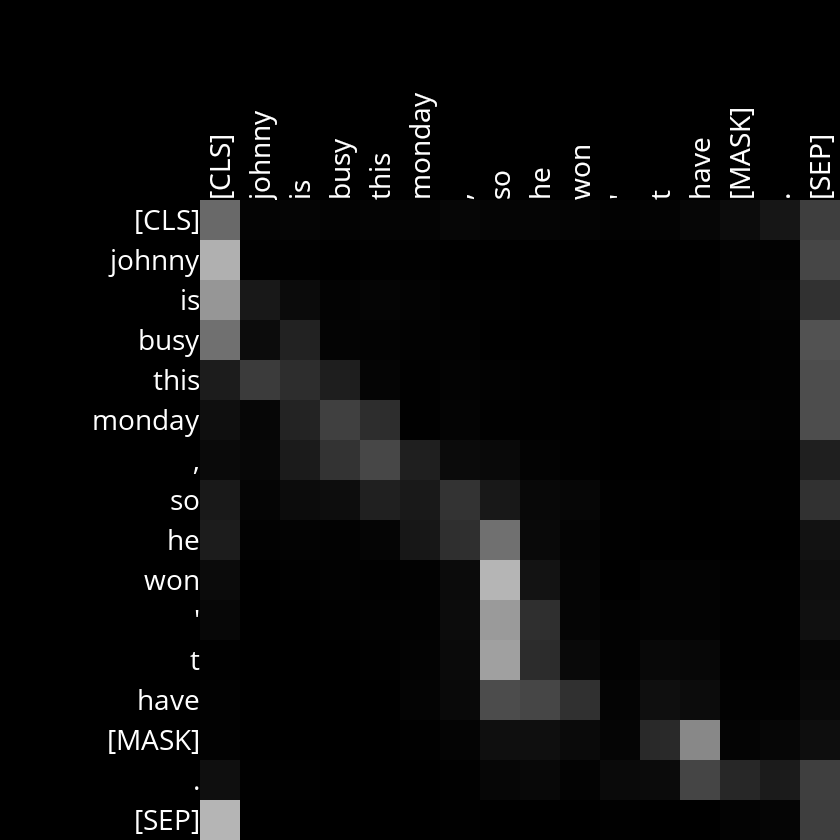 [CLS] johnny is busy this monday , so he won ' t have [MASK] . [SEP]
[CLS]
johnny
is
busy
this
monday
,
so
he
won
'
t
have
[MASK]
.
[SEP]